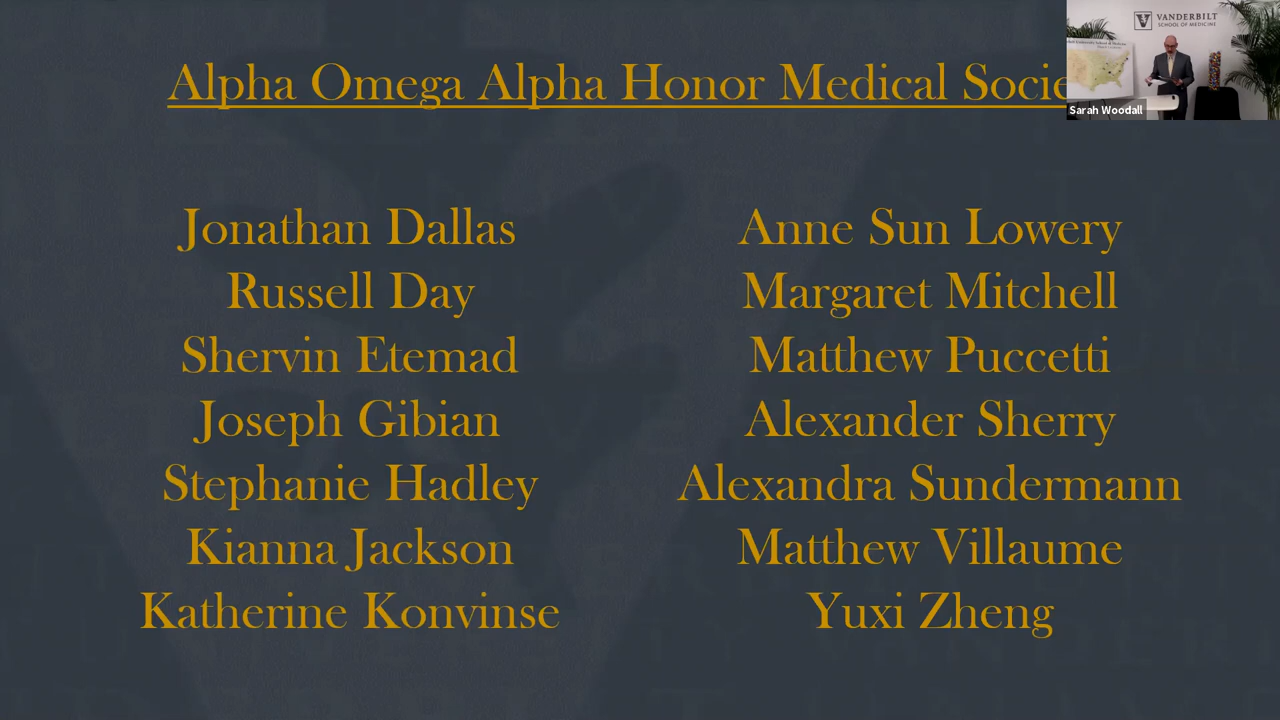 Alpha Omega Alpha Honor Medical Socie
VANDERBILT
SCHOOL OF MEDICINE
Sarah Woodall
Jonathan Dallas
Russell Day
Shervin Etemad
Joseph Gibian
Stephanie Hadley
Kianna Jackson
Katherine Konvinse
Anne Sun Lowery
Margaret Mitchell
Matthew Puccetti
Alexander Sherry
Alexandra Sundermann
Matthew Villaume
Yuxi Zheng